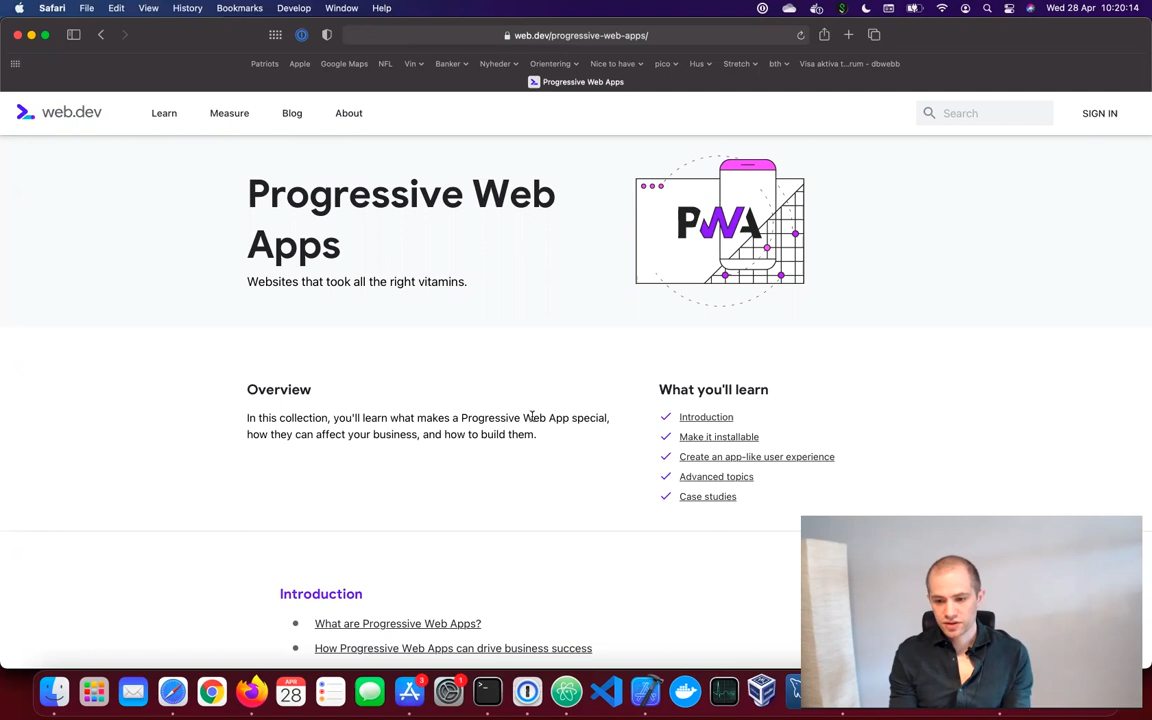 Safari File Edit View History Bookmarks Develop Window Help Wed 28 Apr 10:20:14
web.dev/progressive-web-apps/
Patriots Apple Google Maps NFL Vin Banker Nyheder Orientering Nice to have pico Hus Stretch bth Visa aktiva t...rum - dbwebb
Progressive Web Apps
web.dev Learn Measure Blog About Search SIGN IN
Progressive Web
Apps
Websites that took all the right vitamins.
PWA
Overview
In this collection, you'll learn what makes a Progressive Web App special,
how they can affect your business, and how to build them.
What you'll learn
Introduction
Make it installable
Create an app-like user experience
Advanced topics
Case studies
Introduction
What are Progressive Web Apps?
How Progressive Web Apps can drive business success
3
1
APR
28